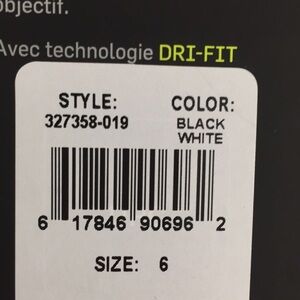 objectif.
Avec technologie DRI-FIT
STYLE: COLOR:
327358-019 BLACK
WHITE
6 17846 90696 2
SIZE: 6